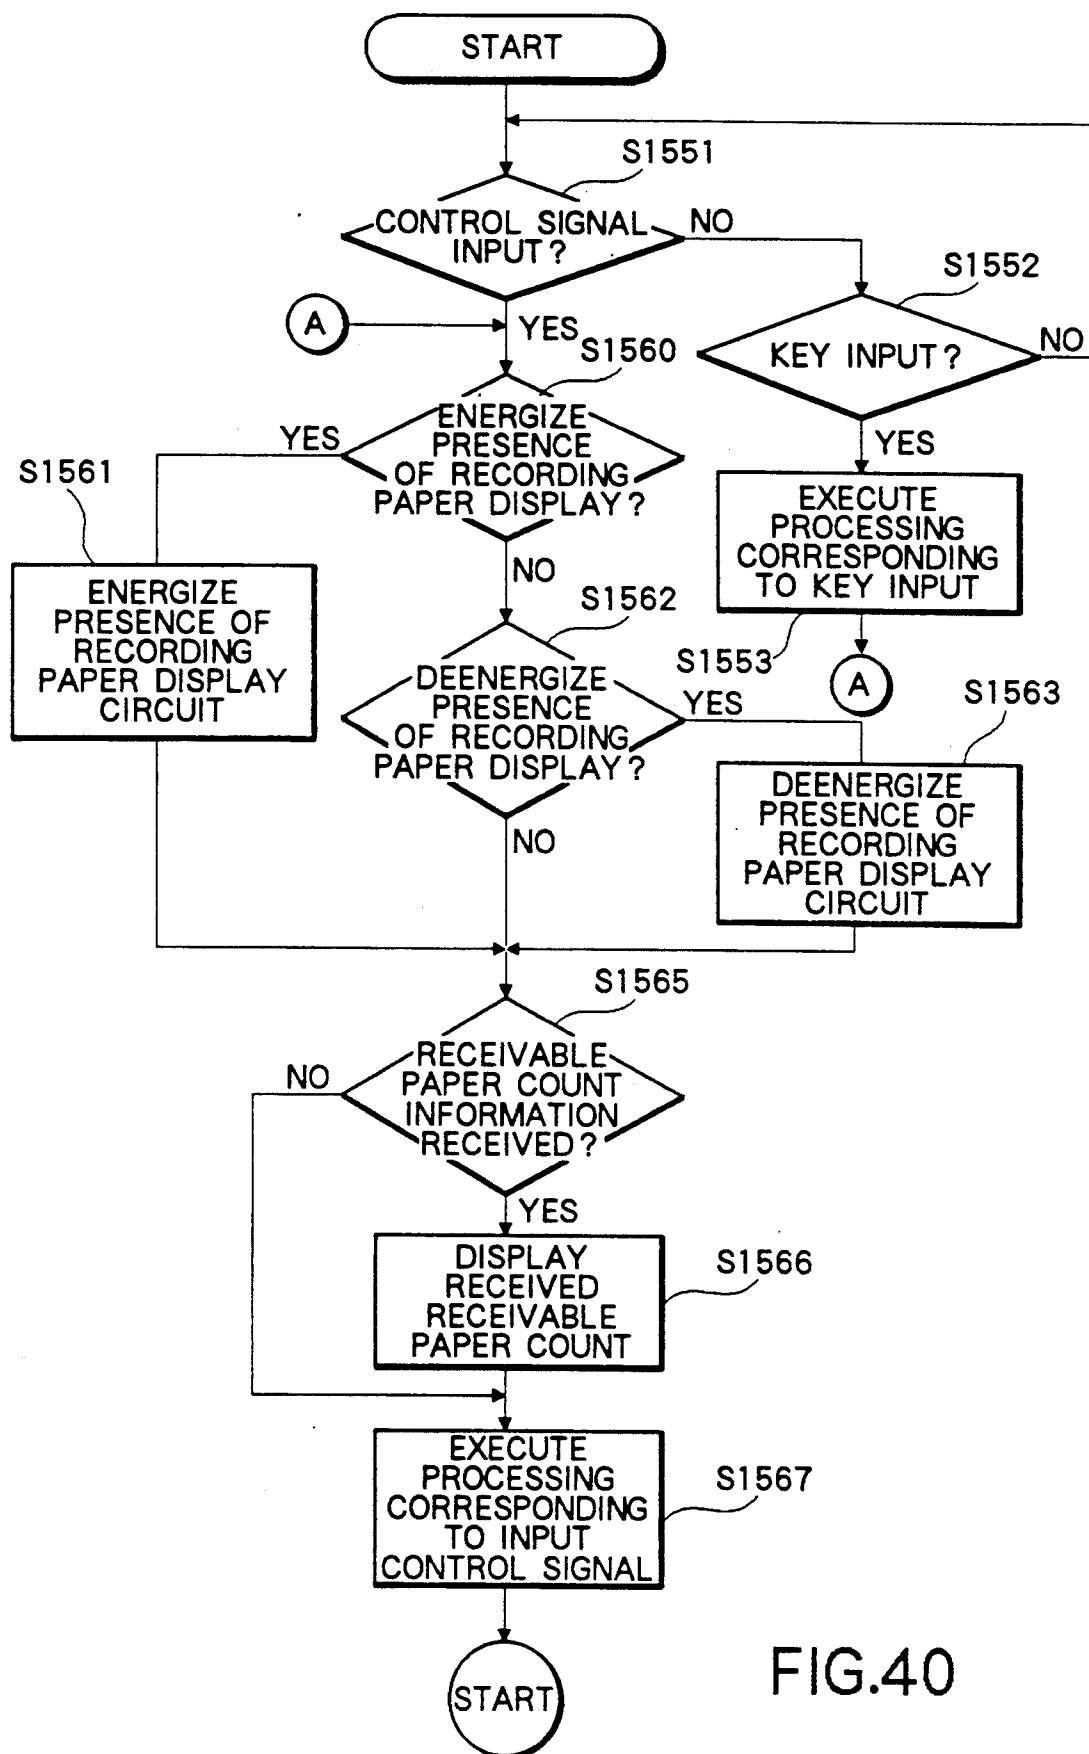 START
S1551
CONTROL SIGNAL
INPUT?
NO
S1552
A
YES
S1560
KEY INPUT?
NO
YES
ENERGIZE
PRESENCE
OF RECORDING
PAPER DISPLAY?
YES
S1561
EXECUTE
PROCESSING
CORRESPONDING
TO KEY INPUT
NO
ENERGIZE
PRESENCE OF
RECORDING
PAPER DISPLAY
CIRCUIT
S1562
S1553
A
DEENERGIZE
PRESENCE
OF RECORDING
PAPER DISPLAY?
YES
S1563
DEENERGIZE
PRESENCE OF
RECORDING
PAPER DISPLAY
CIRCUIT
NO
S1565
RECEIVABLE
PAPER COUNT
INFORMATION
RECEIVED?
NO
YES
DISPLAY
RECEIVED
RECEIVABLE
PAPER COUNT
S1566
EXECUTE
PROCESSING
CORRESPONDING
TO INPUT
CONTROL SIGNAL
S1567
START
FIG.40